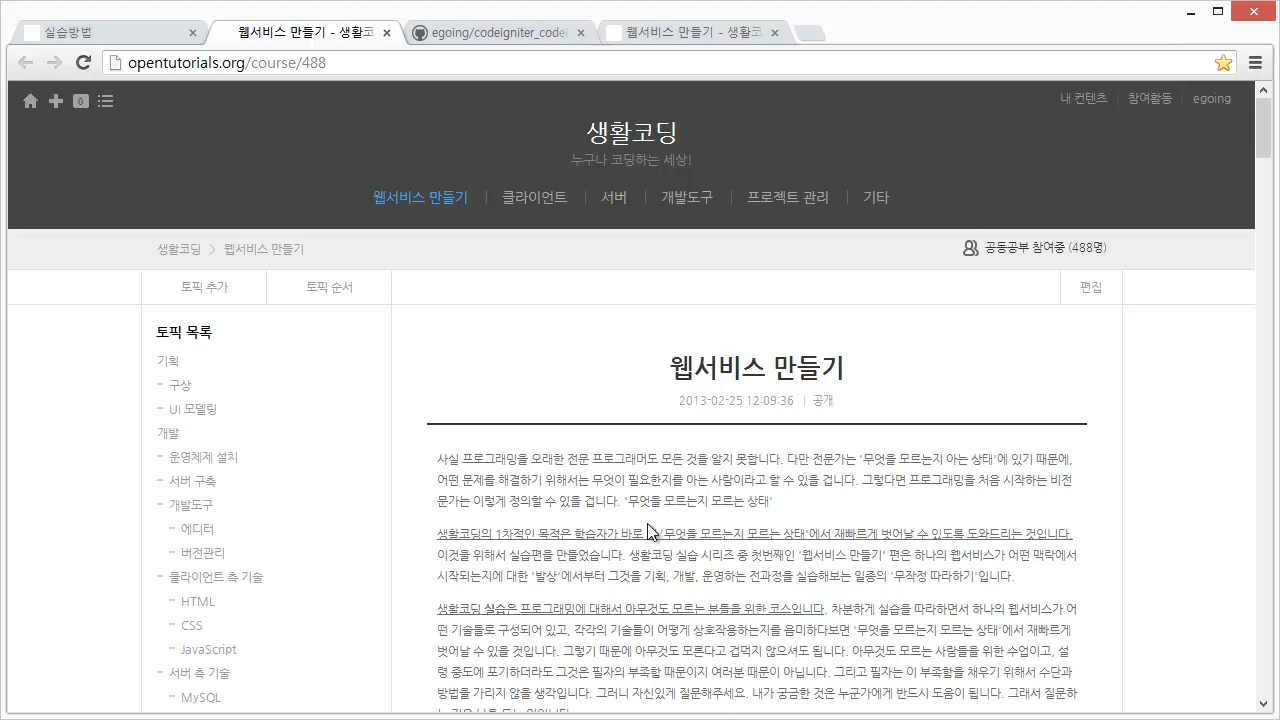 실습방법
웹서비스 만들기 - 생활코
egoing/codeigniter_codei
웹서비스 만들기 - 생활코
opentutorials.org/course/488
0
내 컨텐츠
참여활동
egoing
생활코딩
누구나 코딩하는 세상!
웹서비스 만들기
클라이언트
서버
개발도구
프로젝트 관리
기타
생활코딩 > 웹서비스 만들기
공동공부 참여중 (488명)
토픽 추가
토픽 순서
편집
토픽 목록
기획
- 구상
- UI 모델링
개발
- 운영체제 설치
- 서버 구축
- 개발도구
- 에디터
- 버전관리
- 클라이언트 측 기술
- HTML
- CSS
- JavaScript
- 서버 측 기술
- MySQL
웹서비스 만들기
2013-02-25 12:09:36 | 공개
사실 프로그래밍을 오래한 전문 프로그래머도 모든 것을 알지 못합니다. 다만 전문가는 '무엇을 모르는지 아는 상태'에 있기 때문에,
어떤 문제를 해결하기 위해서는 무엇이 필요한지를 아는 사람이라고 할 수 있을 겁니다. 그렇다면 프로그래밍을 처음 시작하는 비전
문가는 이렇게 정의할 수 있을 겁니다. '무엇을 모르는지 모르는 상태'
생활코딩의 1차적인 목적은 학습자가 바로 '무엇을 모르는지 모르는 상태'에서 재빠르게 벗어날 수 있도록 도와드리는 것입니다.
이것을 위해서 실습편을 만들었습니다. 생활코딩 실습 시리즈 중 첫번째인 '웹서비스 만들기' 편은 하나의 웹서비스가 어떤 맥락에서
시작되는지에 대한 '발상'에서부터 그것을 기획, 개발, 운영하는 전과정을 실습해보는 일종의 '무작정 따라하기'입니다.
생활코딩 실습은 프로그래밍에 대해서 아무것도 모르는 분들을 위한 코스입니다. 차분하게 실습을 따라하면서 하나의 웹서비스가 어
떤 기술들로 구성되어 있고, 각각의 기술들이 어떻게 상호작용하는지를 음미하다보면 '무엇을 모르는지 모르는 상태'에서 재빠르게
벗어날 수 있을 것입니다. 그렇기 때문에 아무것도 모른다고 겁먹지 않으셔도 됩니다. 아무것도 모르는 사람들을 위한 수업이고, 설
령 중도에 포기하더라도 그것은 필자의 부족함 때문이지 여러분 때문이 아닙니다. 그리고 필자는 이 부족함을 채우기 위해서 수단과
방법을 가리지 않을 생각입니다. 그러니 자신있게 질문해주세요. 내가 궁금한 것은 누군가에게 반드시 도움이 됩니다. 그래서 질문하